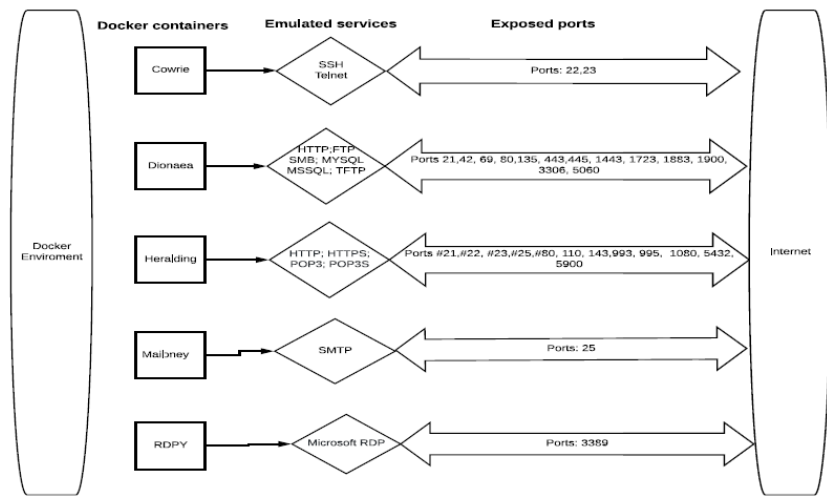 Docker containers
Emulated services
Exposed ports
Cowrie
SSH
Telnet
Ports: 22,23
Dionaea
HTTP;FTP
SMB; MYSQL
MSSQL; TFTP
Ports 21,42, 69, 80,135, 443,445, 1443, 1723, 1883, 1900,
3306, 5060
Docker
Enviroment
Heralding
HTTP; HTTPS;
POP3; POP3S
Ports #21,#22, #23,#25,#80, 110, 143,993, 995, 1080, 5432,
5900
Internet
Mailoney
SMTP
Ports: 25
RDPY
Microsoft RDP
Ports: 3389